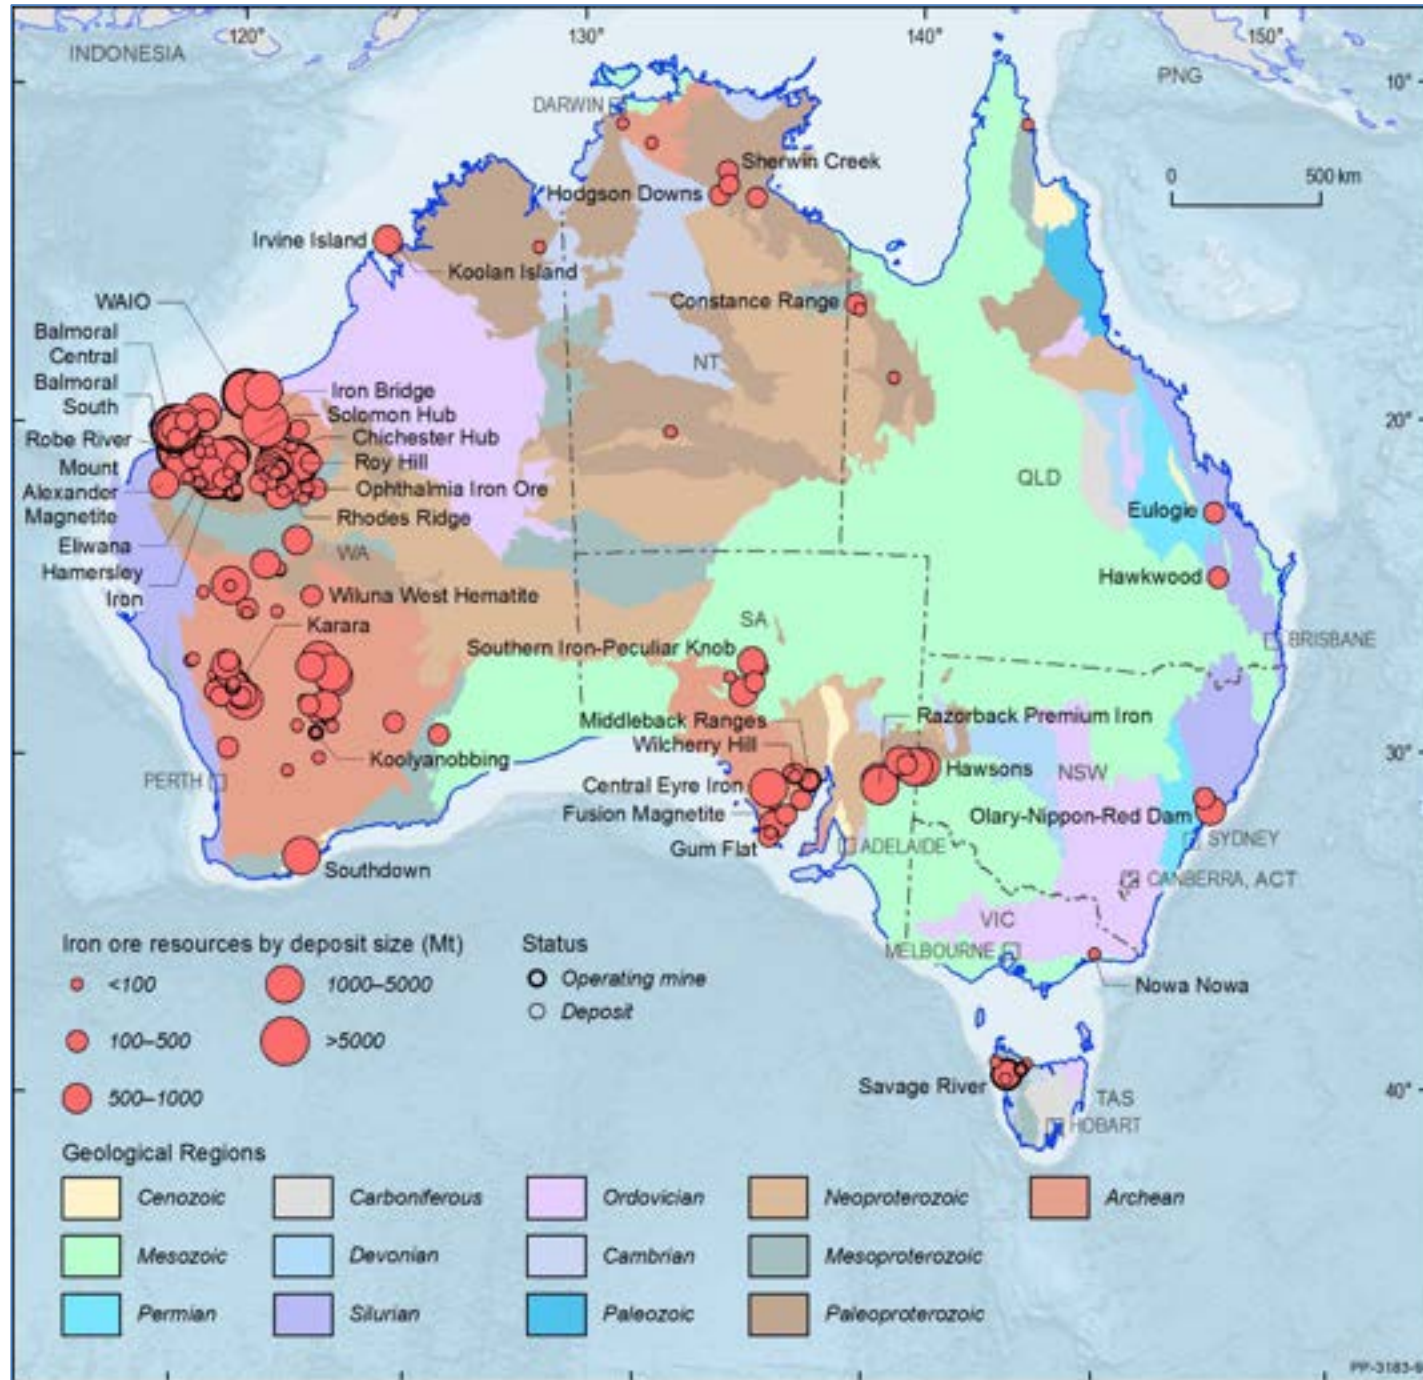 120°
130°
140°
150°
INDONESIA
PNG
10°
DARWIN
Sherwin Creek
0
500 km
Hodgson Downs
Irvine Island
Koolan Island
WAIO
Constance Range
Balmoral
Central
NT
Balmoral
South
Iron Bridge
Solomon Hub
20°
Robe River
Chichester Hub
Mount
Alexander
Magnetite
Roy Hill
QLD
Ophthalmia Iron Ore
Eulogie
Rhodes Ridge
Eliwana
WA
Hamersley
Iron
Hawkwood
Wiluna West Hematite
Karara
SA
BRISBANE
Southern Iron-Peculiar Knob
Middleback Ranges
Razorback Premium Iron
Wilcherry Hill
30°
Koolyanobbing
PERTH
Central Eyre Iron
Hawsons
NSW
Fusion Magnetite
Olary-Nippon-Red Dam
Gum Flat
ADELAIDE
SYDNEY
Southdown
CANBERRA, ACT
VIC
MELBOURNE
Nowa Nowa
Savage River
40°
TAS
HOBART
Iron ore resources by deposit size (Mt)
<100
1000–5000
100–500
>5000
500–1000
Status
Operating mine
Deposit
Geological Regions
Cenozoic
Carboniferous
Ordovician
Neoproterozoic
Archean
Mesozoic
Devonian
Cambrian
Mesoproterozoic
Permian
Silurian
Paleozoic
Paleoproterozoic